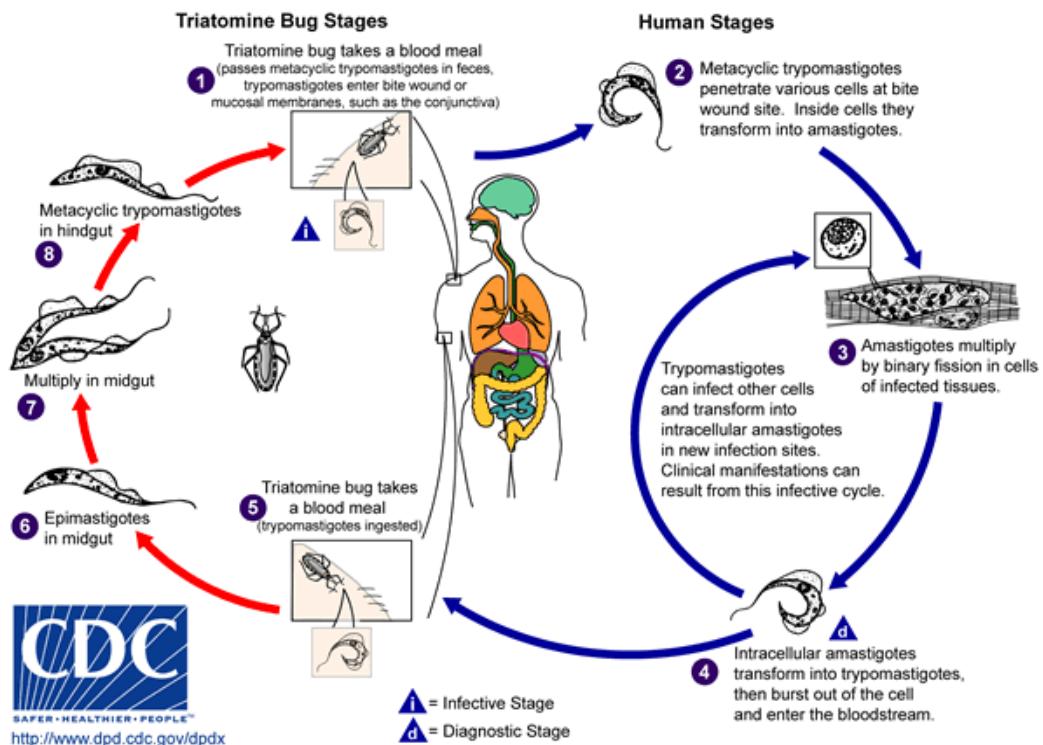 Triatomine Bug Stages
Human Stages
1
Triatomine bug takes a blood meal
(passes metacyclic trypomastigotes in feces,
trypomastigotes enter bite wound or
mucosal membranes, such as the conjunctiva)
i
2
Metacyclic trypomastigotes
penetrate various cells at bite
wound site. Inside cells they
transform into amastigotes.
3
Amastigotes multiply
by binary fission in cells
of infected tissues.
Trypomastigotes
can infect other cells
and transform into
intracellular amastigotes
in new infection sites.
Clinical manifestations can
result from this infective cycle.
d
4
Intracellular amastigotes
transform into trypomastigotes,
then burst out of the cell
and enter the bloodstream.
5
Triatomine bug takes
a blood meal
(trypomastigotes ingested)
6
Epimastigotes
in midgut
Multiply in midgut
7
Metacyclic trypomastigotes
in hindgut
8
i = Infective Stage
d = Diagnostic Stage
CDC
SAFER • HEALTHIER • PEOPLE™
http://www.dpd.cdc.gov/dpdx